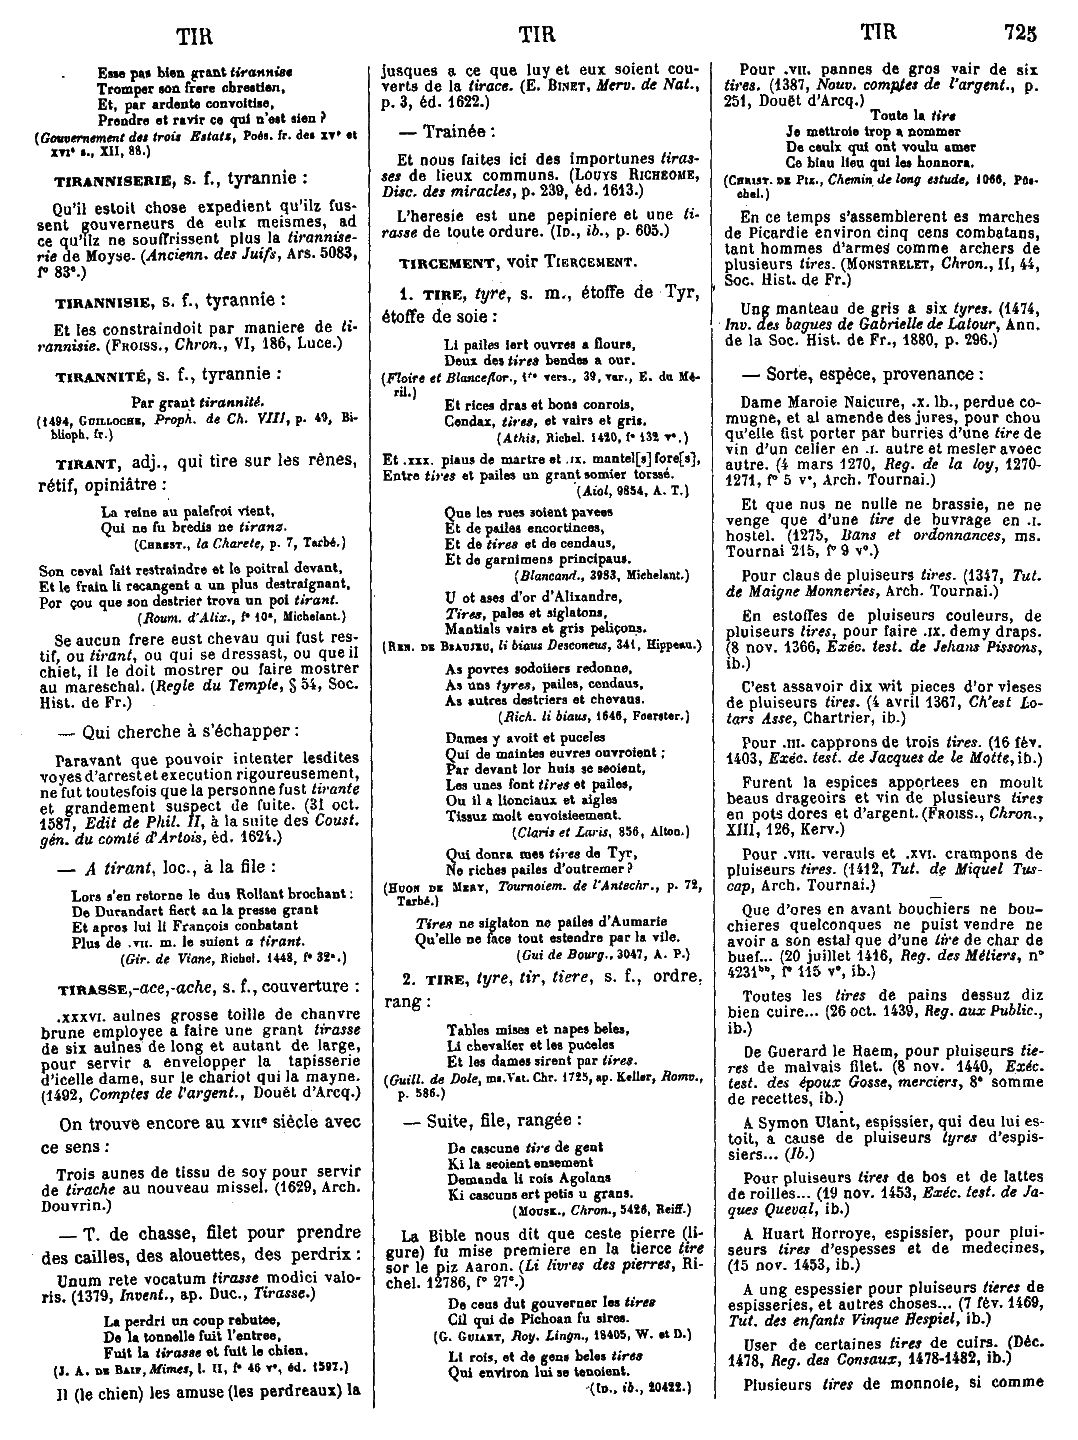 TIR
TIR
TIR 725
Esse pas bien grant tirannise
Tromper son frere chrestien,
Et, par ardente convoitise,
Prendre et ravir ce qui n'est sien ?
(Gouvernement des trois Estats, Poés. fr. des XVe et
XVIe s., XII, 88.)
TIRANNISERIE, s. f., tyrannie :
Qu'il estoit chose expedient qu'ilz fus-
sent gouverneurs de eulx meismes, ad
ce qu'ilz ne souffrissent plus la tirannise-
rie de Moyse. (Ancienn. des Juifs, Ars. 5083,
f° 83a.)
TIRANNISIE, s. f., tyrannie :
Et les constraindoit par maniere de ti-
rannisie. (FROISS., Chron., VI, 186, Luce.)
TIRANNITÉ, s. f., tyrannie :
Par grant tirannité.
(1494, GUILLOCHE, Proph. de Ch. VIII, p. 49, Bi-
blioph. fr.)
TIRANT, adj., qui tire sur les rênes,
rétif, opiniâtre :
La reine au palefroi vient,
Qui ne fu bredis ne tiranz.
(CHREST., la Charete, p. 7, Tarbé.)
Son ceval fait restraindre et le poitral devant,
Et le frain li recangent a un plus destraignant,
Por çou que son destrier trova un poi tirant.
(Roum. d'Alix., f° 10a, Michelant.)
Se aucun frere eust chevau qui fust res-
tif, ou tirant, ou qui se dressast, ou que il
chiet, il le doit mostrer ou faire mostrer
au mareschal. (Regle du Temple, § 54, Soc.
Hist. de Fr.)
— Qui cherche à s'échapper :
Paravant que pouvoir intenter lesdites
voyes d'arrest et execution rigoureusement,
ne fut toutesfois que la personne fust tirante
et grandement suspect de fuite. (31 oct.
1587, Edit de Phil. II, à la suite des Coust.
gén. du comté d'Artois, éd. 1624.)
— A tirant, loc., à la file :
Lors s'en retorne le dus Rollant brochant :
De Durandart fiert an la presse grant
Et apros lui li François conbatant
Plus de .VII. m. le suient a tirant.
(Gir. de Viane, Richel. 1448, f° 32a.)
TIRASSE,-ace,-ache, s. f., couverture :
.XXXVI. aulnes grosse toille de chanvre
brune employee a faire une grant tirasse
de six aulnes de long et autant de large,
pour servir a envelopper la tapisserie
d'icelle dame, sur le chariot qui la mayne.
(1492, Comptes de l'argent., Douët d'Arcq.)
On trouve encore au XVIIe siècle avec
ce sens :
Trois aunes de tissu de soy pour servir
de tirache au nouveau missel. (1629, Arch.
Douvrin.)
— T. de chasse, filet pour prendre
des cailles, des alouettes, des perdrix :
Unum rete vocatum tirasse modici valo-
ris. (1379, Invent., ap. Duc., Tirasse.)
La perdri un coup rebutee,
De la tonnelle fuit l'entree,
Fuit la tirasse et fuit le chien.
(J. A. DE BAIF, Mimes, l. II, f° 46 v°, éd. 1597.)
Il (le chien) les amuse (les perdreaux) la
jusques a ce que luy et eux soient cou-
verts de la tirace. (E. BINET, Merv. de Nat.,
p. 3, éd. 1622.)
— Trainée :
Et nous faites ici des importunes tiras-
ses de lieux communs. (LOUYS RICHEOME,
Disc. des miracles, p. 239, éd. 1613.)
L'heresie est une pepiniere et une ti-
rasse de toute ordure. (ID., ib., p. 605.)
TIRCEMENT, voir TIERCEMENT.
1. TIRE, tyre, s. m., étoffe de Tyr,
étoffe de soie :
Li pailes iert ouvres a flours,
Deux des tires bendes a our.
(Floire et Blanceflor., 1re vers., 39, var., E. du Mé-
ril.)
Et rices dras et bons conrois,
Cendax, tires, et vairs et gris.
(Athis, Richel. 1420, f° 132 v°.)
Et .XXX. piaus de martre et .IX. mantel[s] fore[s],
Entre tires et pailes un grant somier torssé.
(Aiol, 9854, A. T.)
Que les rues soient pavees
Et de pailes encortinees,
Et de tires et de cendaus,
Et de garnimens principaus.
(Blancand., 3983, Michelant.)
U ot ases d'or d'Alixandre,
Tires, pales et siglatons,
Mantials vairs et gris peliçons.
(REN. DE BEAUJEU, li biaus Desconeus, 341, Hippeau.)
As povres sodoiiers redonne,
As uns tyres, pailes, cendaus,
As autres destriers et chevaus.
(Rich. li biaus, 1646, Foerster.)
Dames y avoit et puceles
Qui de maintes euvres ouvroient ;
Par devant lor huis se seoient,
Les unes font tires et pailes,
Ou il a lionciaux et aigles
Tissuz molt envoisieement.
(Claris et Laris, 856, Alton.)
Qui donra mes tires de Tyr,
Ne riches pailes d'outremer ?
(HUON DE MERY, Tournoiem. de l'Antechr., p. 72,
Tarbé.)
Tires ne siglaton ne pailes d'Aumarie
Qu'elle ne face tout estendre par la vile.
(Gui de Bourg., 3047, A. P.)
2. TIRE, tyre, tir, tiere, s. f., ordre,
rang :
Tables mises et napes beles,
Li chevalier et les puceles
Et les dames sirent par tires.
(Guill. de Dole, ms. Vat. Chr. 1725, ap. Keller, Romv.,
p. 586.)
— Suite, file, rangée :
De cascune tire de gent
Ki la seoient ensement
Demanda li rois Agolans
Ki cascuns ert petis u grans.
(MOUSK., Chron., 5426, Reiff.)
La Bible nous dit que ceste pierre (li-
gure) fu mise premiere en la tierce tire
sor le piz Aaron. (Li livres des pierres, Ri-
chel. 12786, f° 27a.)
De ceus dut gouverner les tires
Cil qui de Pichoan fu sires.
(G. GUIART, Roy. Lingn., 18405, W. et D.)
Li rois, et de gens beles tires
Qui environ lui se tenoient.
(ID., ib., 20422.)
Pour .VII. pannes de gros vair de six
tires. (1387, Nouv. comptes de l'argent., p.
251, Douët d'Arcq.)
Toute la tire
Je mettroie trop a nommer
De ceulx qui ont voulu amer
Ce biau lieu qui les honnora.
(CHRIST. DE PIZ., Chemin de long estude, 1066, Püs-
chel.)
En ce temps s'assemblerent es marches
de Picardie environ cinq cens combatans,
tant hommes d'armes comme archers de
plusieurs tires. (MONSTRELET, Chron., II, 44,
Soc. Hist. de Fr.)
Ung manteau de gris a six tyres. (1474,
Inv. des bagues de Gabrielle de Latour, Ann.
de la Soc. Hist. de Fr., 1880, p. 296.)
— Sorte, espèce, provenance :
Dame Maroie Naicure, .X. lb., perdue co-
mugne, et al amende des jures, pour chou
qu'elle fist porter par burries d'une tire de
vin d'un celier en .I. autre et mesler avoec
autre. (4 mars 1270, Reg. de la loy, 1270-
1271, f° 5 v°, Arch. Tournai.)
Et que nus ne nulle ne brassie, ne ne
venge que d'une tire de buvrage en .I.
hostel. (1275, Bans et ordonnances, ms.
Tournai 215, f° 9 v°.)
Pour claus de pluiseurs tires. (1347, Tut.
de Maigne Monneries, Arch. Tournai.)
En estoffes de pluiseurs couleurs, de
pluiseurs tires, pour faire .IX. demy draps.
(8 nov. 1366, Exéc. test. de Jehans Pissons,
ib.)
C'est assavoir dix wit pieces d'or vieses
de pluiseurs tires. (4 avril 1367, Ch'est Lo-
tars Asse, Chartrier, ib.)
Pour .III. capprons de trois tires. (16 fév.
1403, Exéc. test. de Jacques de le Motte, ib.)
Furent la espices apportees en moult
beaus drageoirs et vin de plusieurs tires
en pots dores et d'argent. (FROISS., Chron.,
XIII, 126, Kerv.)
Pour .VIII. verauls et .XVI. crampons de
pluiseurs tires. (1412, Tut. de Miquel Tus-
cap, Arch. Tournai.)
Que d'ores en avant bouchiers ne bou-
chieres quelconques ne puist vendre ne
avoir a son estal que d'une tire de char de
buef... (20 juillet 1416, Reg. des Métiers, n°
4231bis, f° 115 v°, ib.)
Toutes les tires de pains dessuz diz
bien cuire... (26 oct. 1439, Reg. aux Public.,
ib.)
De Guerard le Haem, pour pluiseurs tie-
res de malvais filet. (8 nov. 1440, Exéc.
test. des époux Gosse, merciers, 8e somme
de recettes, ib.)
A Symon Ulant, espissier, qui deu lui es-
toit, a cause de pluiseurs tyres d'espis-
siers... (Ib.)
Pour pluiseurs tires de bos et de lattes
de roilles... (19 nov. 1453, Exéc. test. de Ja-
ques Queval, ib.)
A Huart Horroye, espissier, pour plui-
seurs tires d'espesses et de medecines,
(15 nov. 1453, ib.)
A ung espessier pour pluiseurs tieres de
espisseries, et autres choses... (7 fév. 1469,
Tut. des enfants Vinque Hespiel, ib.)
User de certaines tires de cuirs. (Déc.
1478, Reg. des Consaux, 1478-1482, ib.)
Plusieurs tires de monnoie, si comme